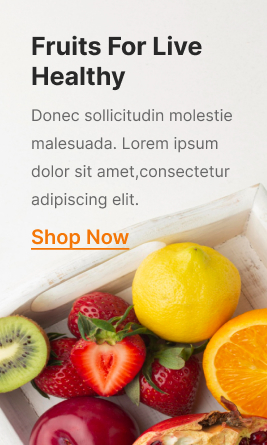 Fruits For Live
Healthy
Donec sollicitudin molestie
malesuada. Lorem ipsum
dolor sit amet,consectetur
adipiscing elit.
Shop Now